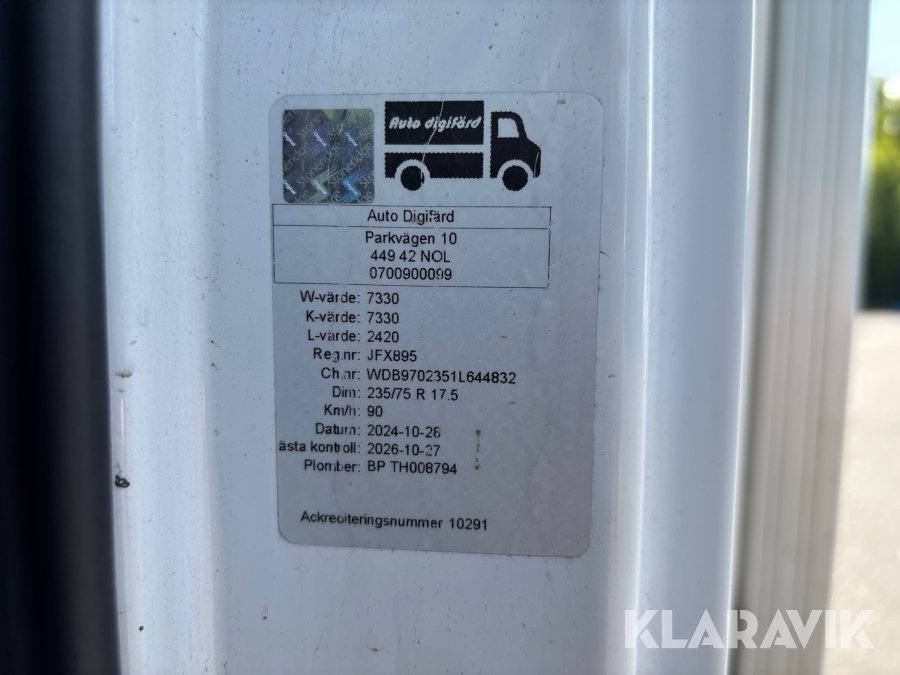 Auto digifärd
Auto Digifärd
Parkvägen 10
449 42 NOL
0700900099
W-värde: 7330
K-värde: 7330
L-värde: 2420
Reg.nr: JFX895
Ch.nr: WDB9702351L644832
Dim: 235/75 R 17.5
Km/h: 90
Datum: 2024-10-28
ästa kontroll: 2026-10-27
Plomber: BP TH008794
Ackrediteringsnummer 10291
KLARAVIK